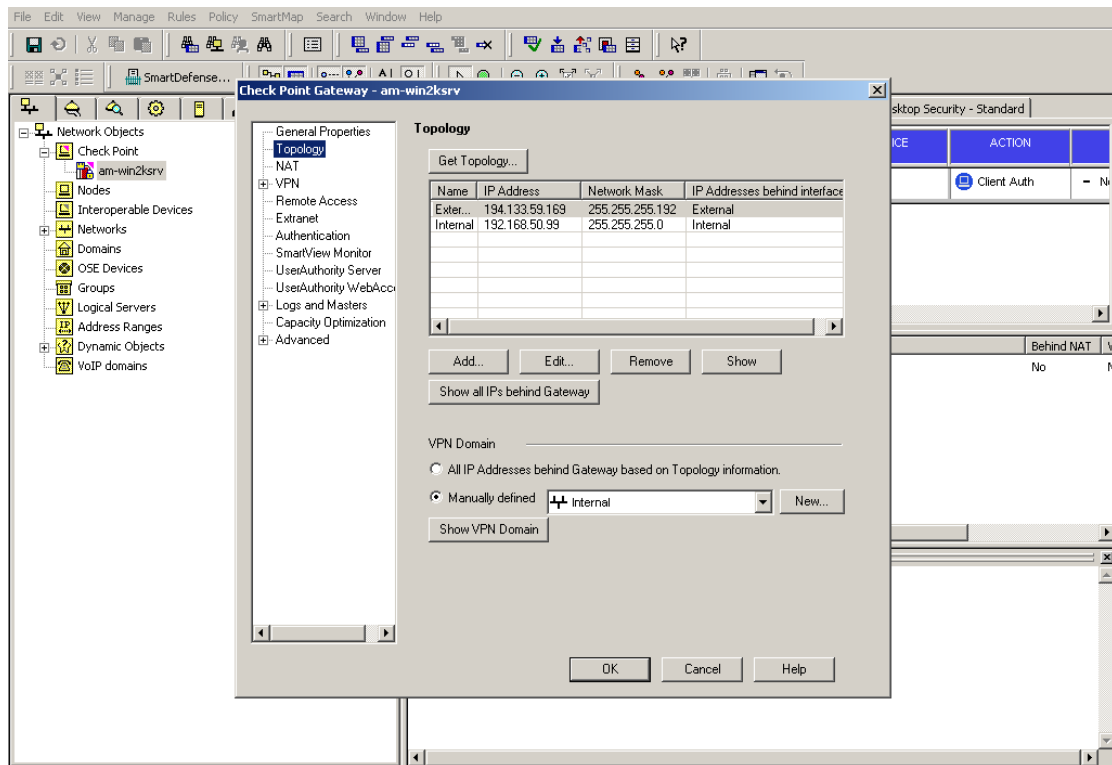 File Edit View Manage Rules Policy SmartMap Search Window Help
SmartDefense...
Check Point Gateway - am-win2ksrv
sktop Security - Standard
Network Objects
Check Point
am-win2ksrv
Nodes
Interoperable Devices
Networks
Domains
OSE Devices
Groups
Logical Servers
Address Ranges
Dynamic Objects
VoIP domains
General Properties
Topology
NAT
VPN
Remote Access
Extranet
Authentication
SmartView Monitor
UserAuthority Server
UserAuthority WebAcce
Logs and Masters
Capacity Optimization
Advanced
Topology
Get Topology...
Name IP Address Network Mask IP Addresses behind interface
Exter... 194.133.59.169 255.255.255.192 External
Internal 192.168.50.99 255.255.255.0 Internal
Add... Edit... Remove Show
Show all IPs behind Gateway
VPN Domain
All IP Addresses behind Gateway based on Topology information.
Manually defined Internal New...
Show VPN Domain
OK Cancel Help
ICE ACTION
Client Auth
Behind NAT
No